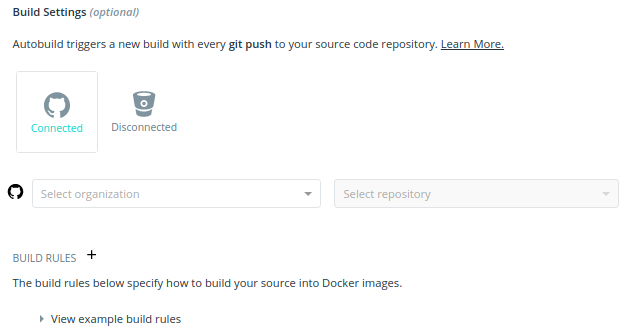 Build Settings (optional)
Autobuild triggers a new build with every git push to your source code repository. Learn More.
Connected
Disconnected
Select organization
Select repository
BUILD RULES +
The build rules below specify how to build your source into Docker images.
View example build rules